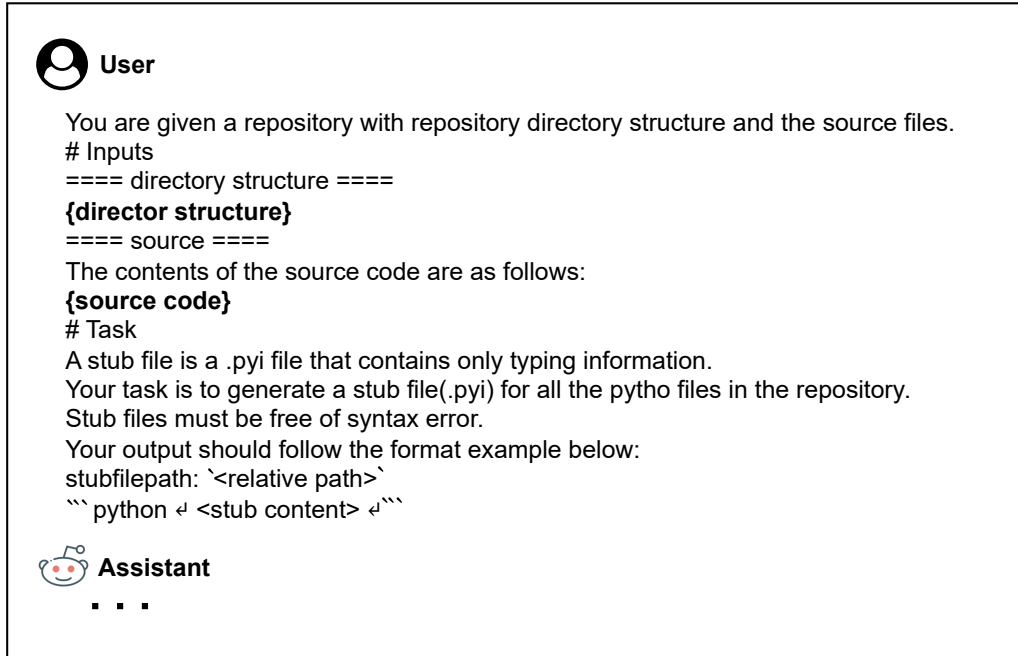 User
You are given a repository with repository directory structure and the source files.
# Inputs
==== directory structure ====
{director structure}
==== source ====
The contents of the source code are as follows:
{source code}
# Task
A stub file is a .pyi file that contains only typing information.
Your task is to generate a stub file(.pyi) for all the pytho files in the repository.
Stub files must be free of syntax error.
Your output should follow the format example below:
stubfilepath: `<relative path>`
``` python ↵ <stub content> ↵```
Assistant
. . .